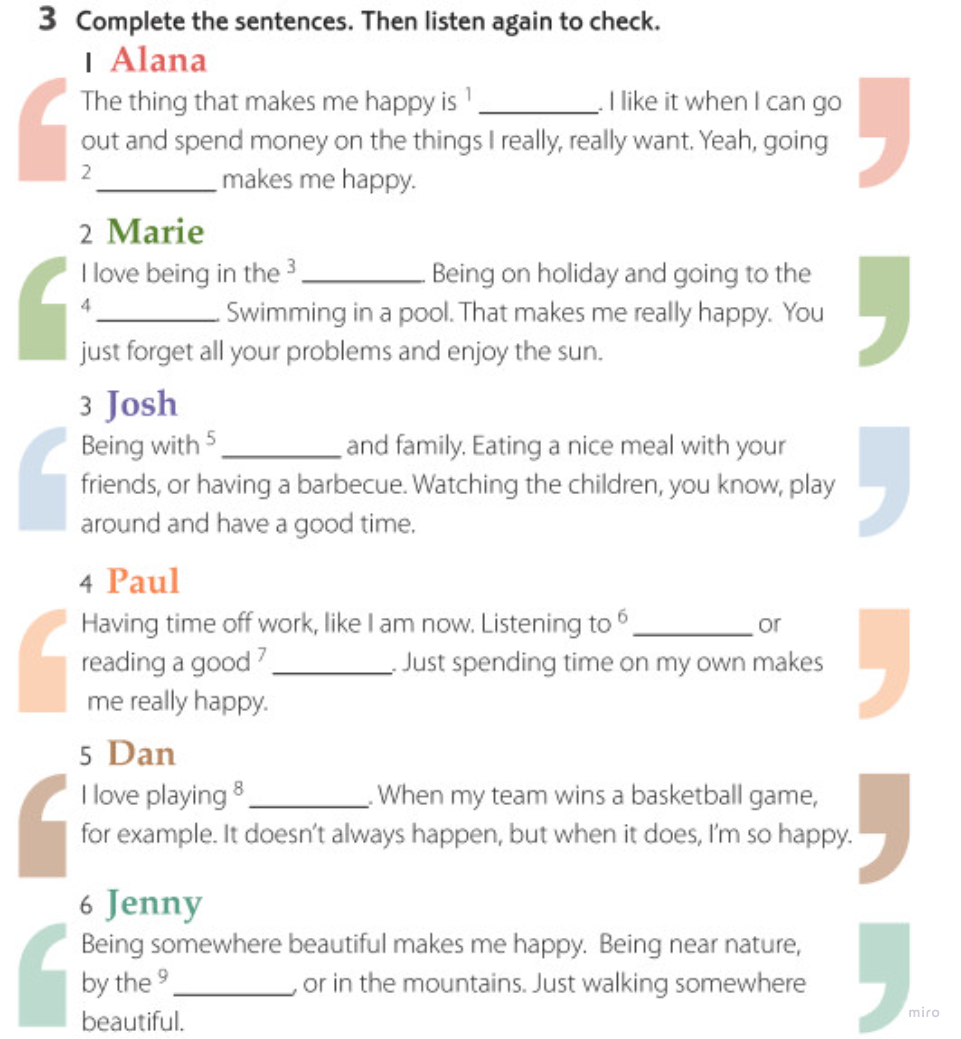 3 Complete the sentences. Then listen again to check.
1 Alana
The thing that makes me happy is 1 __________. I like it when I can go
out and spend money on the things I really, really want. Yeah, going
2 __________ makes me happy.
2 Marie
I love being in the 3 __________. Being on holiday and going to the
4 __________. Swimming in a pool. That makes me really happy. You
just forget all your problems and enjoy the sun.
3 Josh
Being with 5 __________ and family. Eating a nice meal with your
friends, or having a barbecue. Watching the children, you know, play
around and have a good time.
4 Paul
Having time off work, like I am now. Listening to 6 __________ or
reading a good 7 __________. Just spending time on my own makes
me really happy.
5 Dan
I love playing 8 __________. When my team wins a basketball game,
for example. It doesn't always happen, but when it does, I'm so happy.
6 Jenny
Being somewhere beautiful makes me happy. Being near nature,
by the 9 __________, or in the mountains. Just walking somewhere
beautiful.
miro